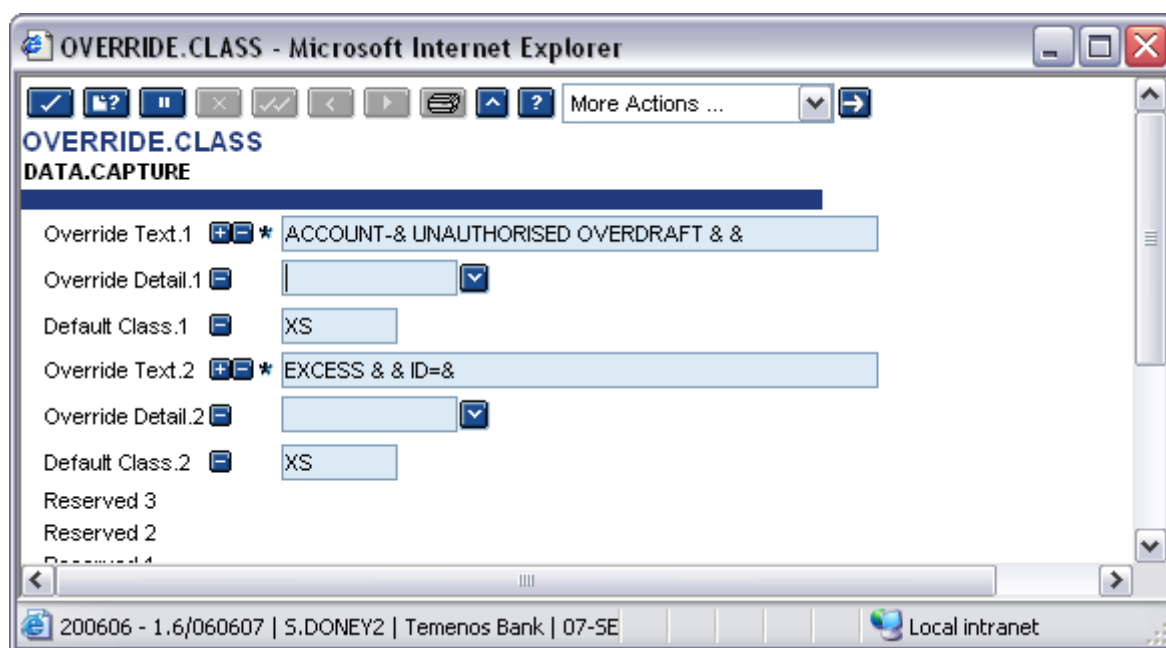 OVERRIDE.CLASS - Microsoft Internet Explorer
More Actions ...
OVERRIDE.CLASS
DATA.CAPTURE
Override Text.1 * ACCOUNT-& UNAUTHORISED OVERDRAFT & &
Override Detail.1
Default Class.1 XS
Override Text.2 * EXCESS & & ID=&
Override Detail.2
Default Class.2 XS
Reserved 3
Reserved 2
200606 - 1.6/060607 | S.DONEY2 | Temenos Bank | 07-SE Local intranet